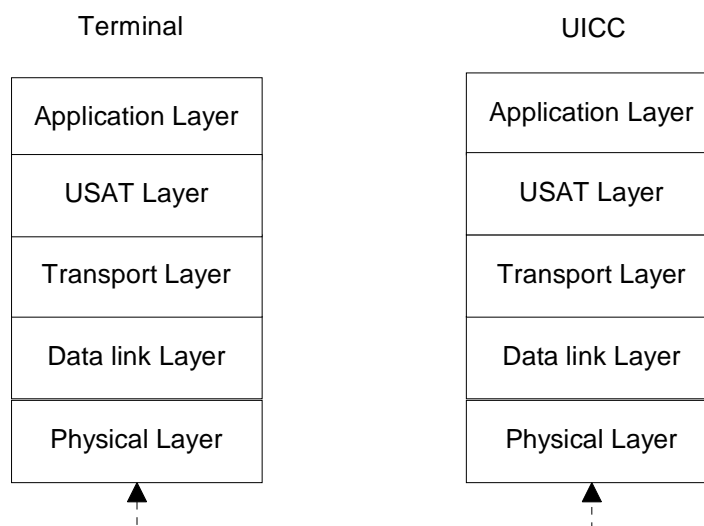 Terminal
UICC
Application Layer
Application Layer
USAT Layer
USAT Layer
Transport Layer
Transport Layer
Data link Layer
Data link Layer
Physical Layer
Physical Layer